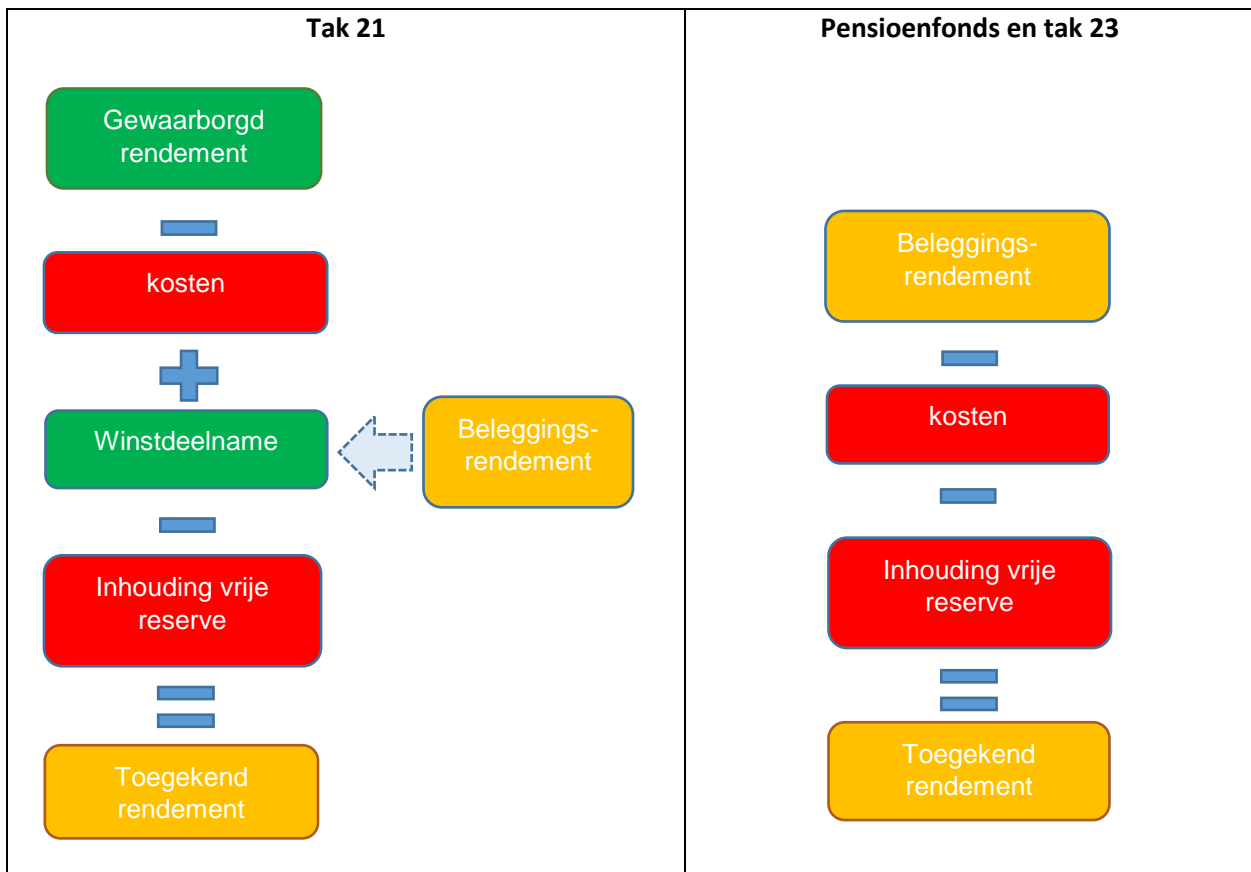 Tak 21
Gewaarborgd
rendement
kosten
Winstdeelname
Beleggings-
rendement
Inhouding vrije
reserve
Toegekend
rendement
Pensioenfonds en tak 23
Beleggings-
rendement
kosten
Inhouding vrije
reserve
Toegekend
rendement